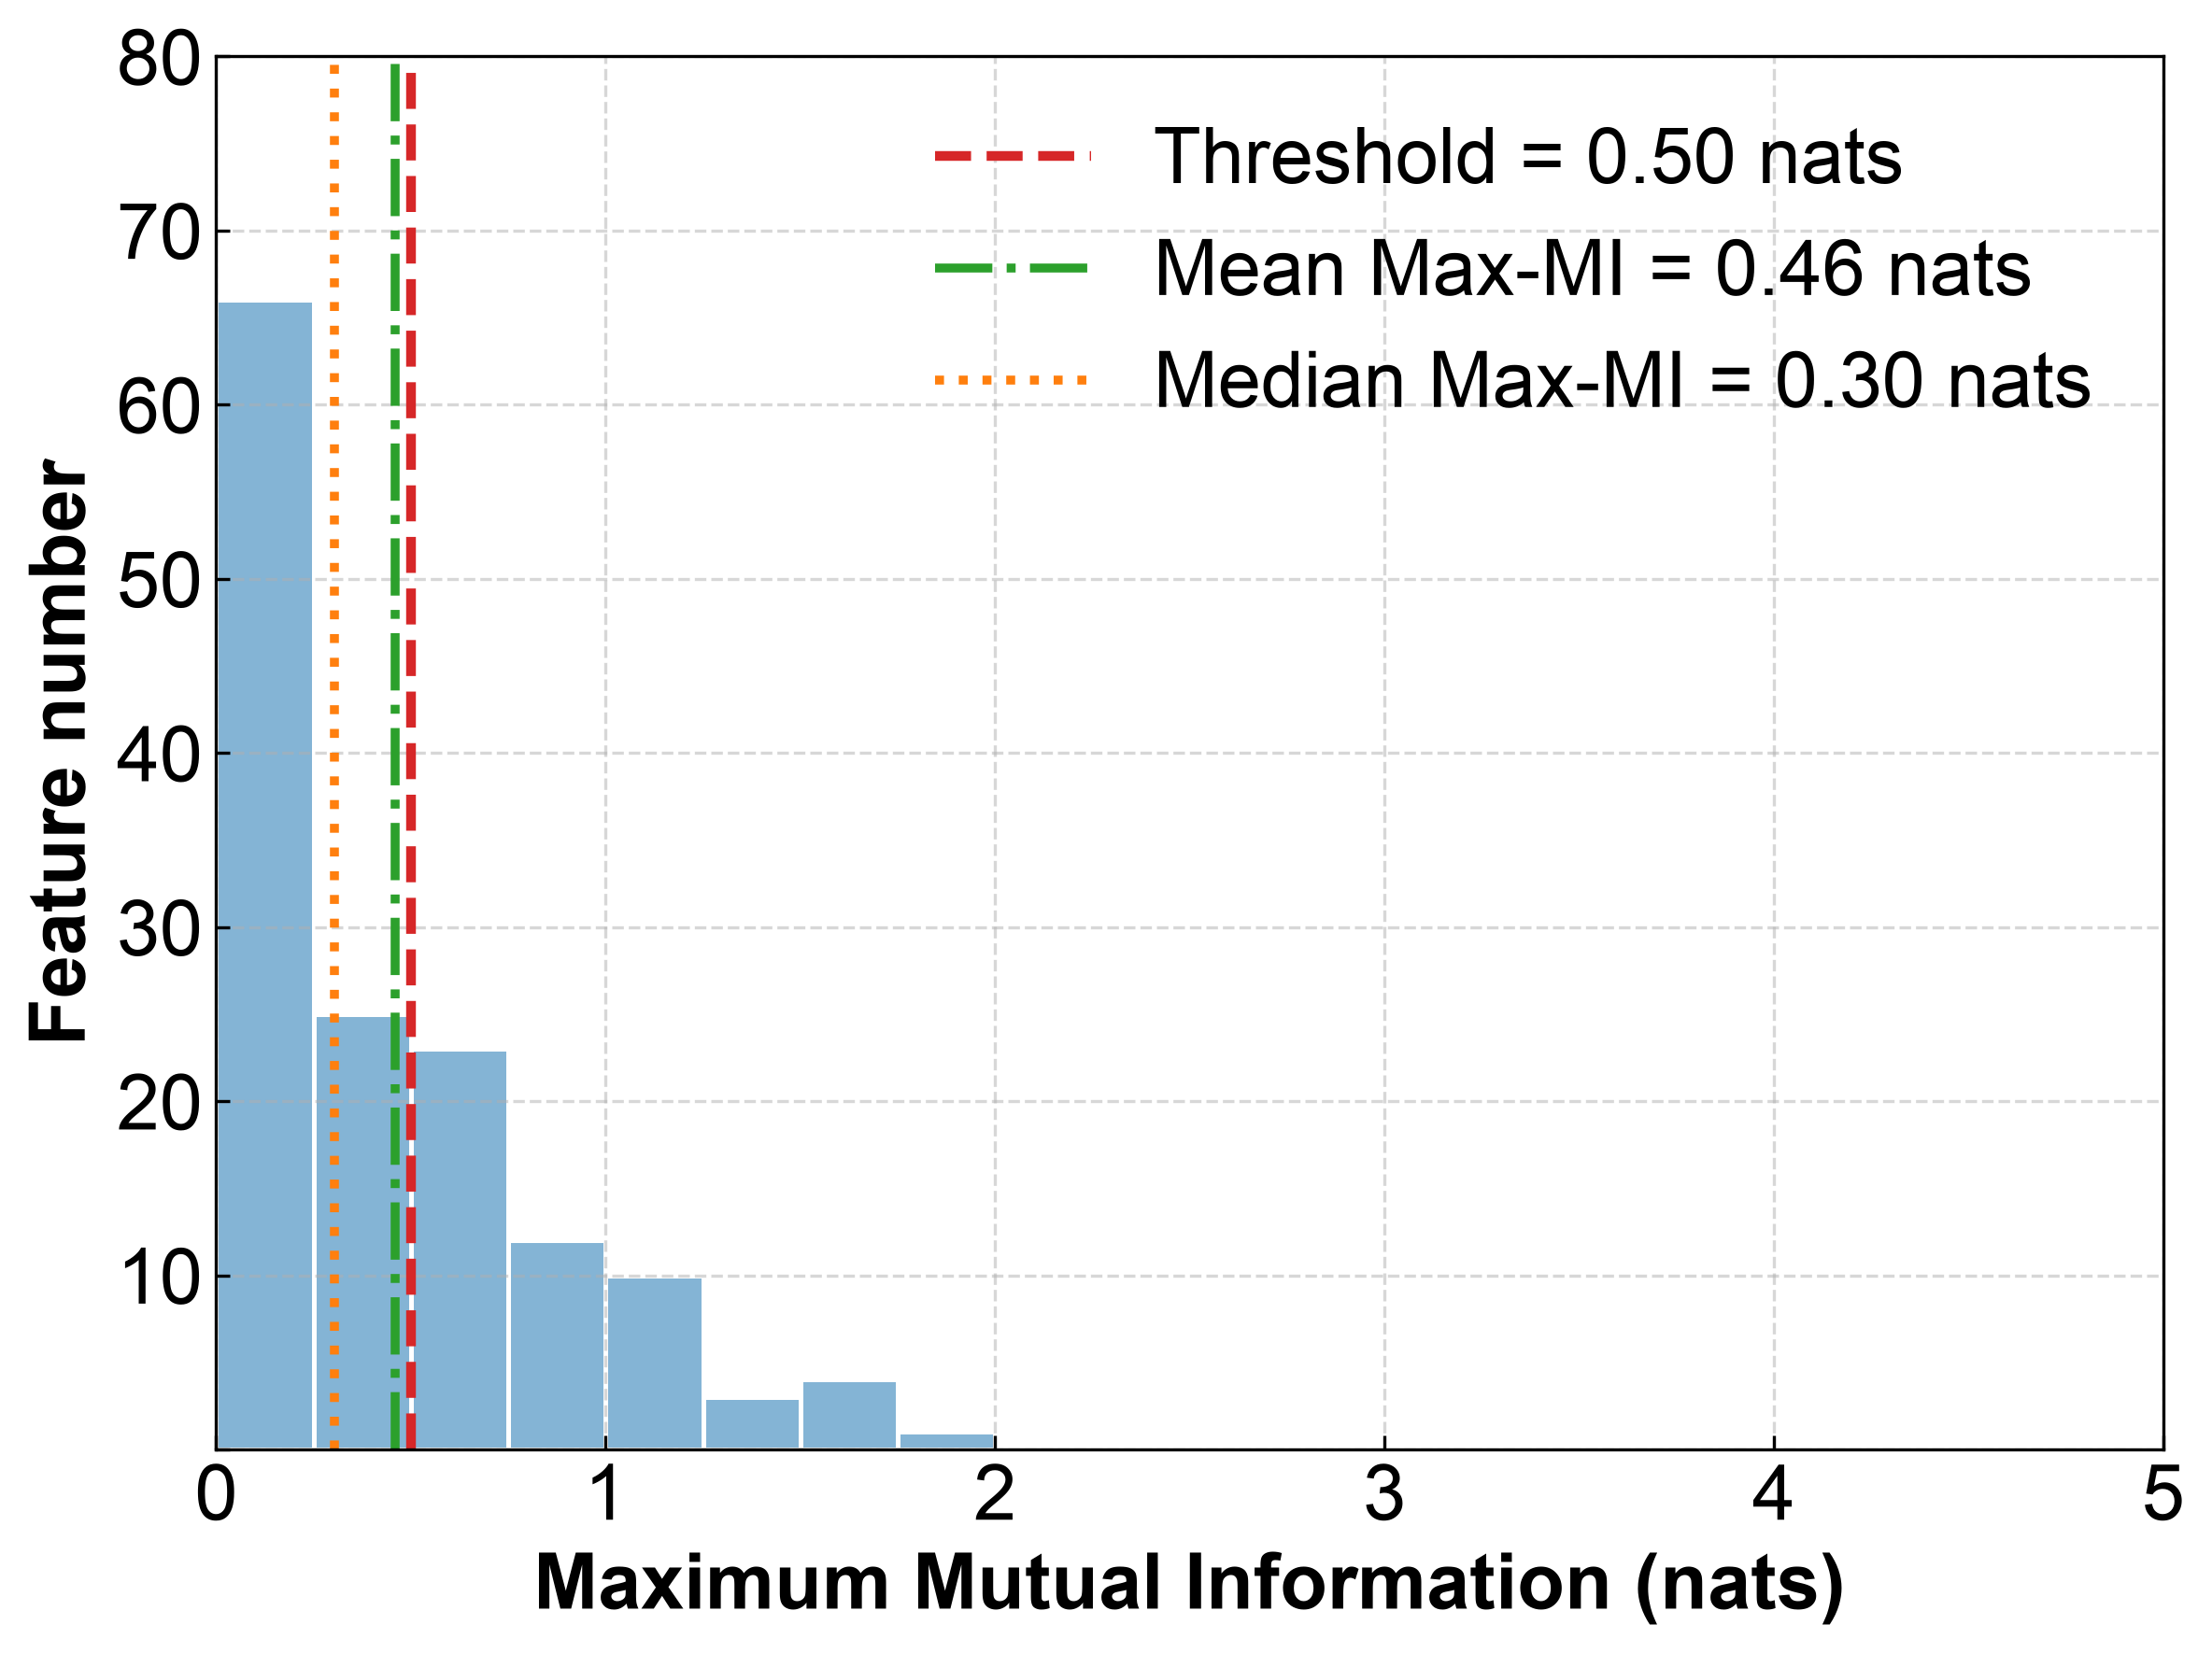 80
70
60
50
40
30
20
10
Feature number
Threshold = 0.50 nats
Mean Max-MI = 0.46 nats
Median Max-MI = 0.30 nats
0 1 2 3 4 5
Maximum Mutual Information (nats)